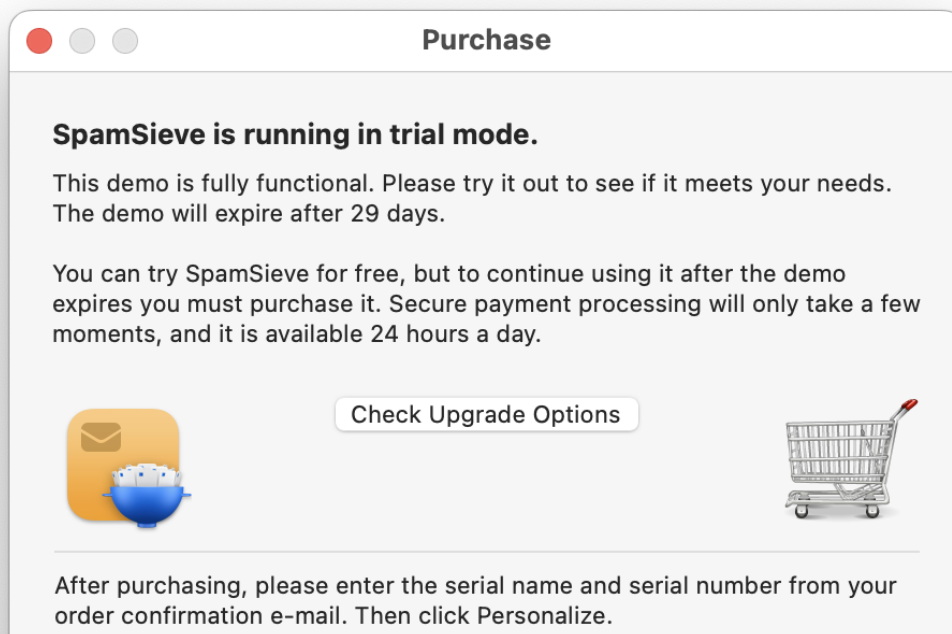 Purchase
SpamSieve is running in trial mode.
This demo is fully functional. Please try it out to see if it meets your needs.
The demo will expire after 29 days.
You can try SpamSieve for free, but to continue using it after the demo
expires you must purchase it. Secure payment processing will only take a few
moments, and it is available 24 hours a day.
Check Upgrade Options
After purchasing, please enter the serial name and serial number from your
order confirmation e-mail. Then click Personalize.